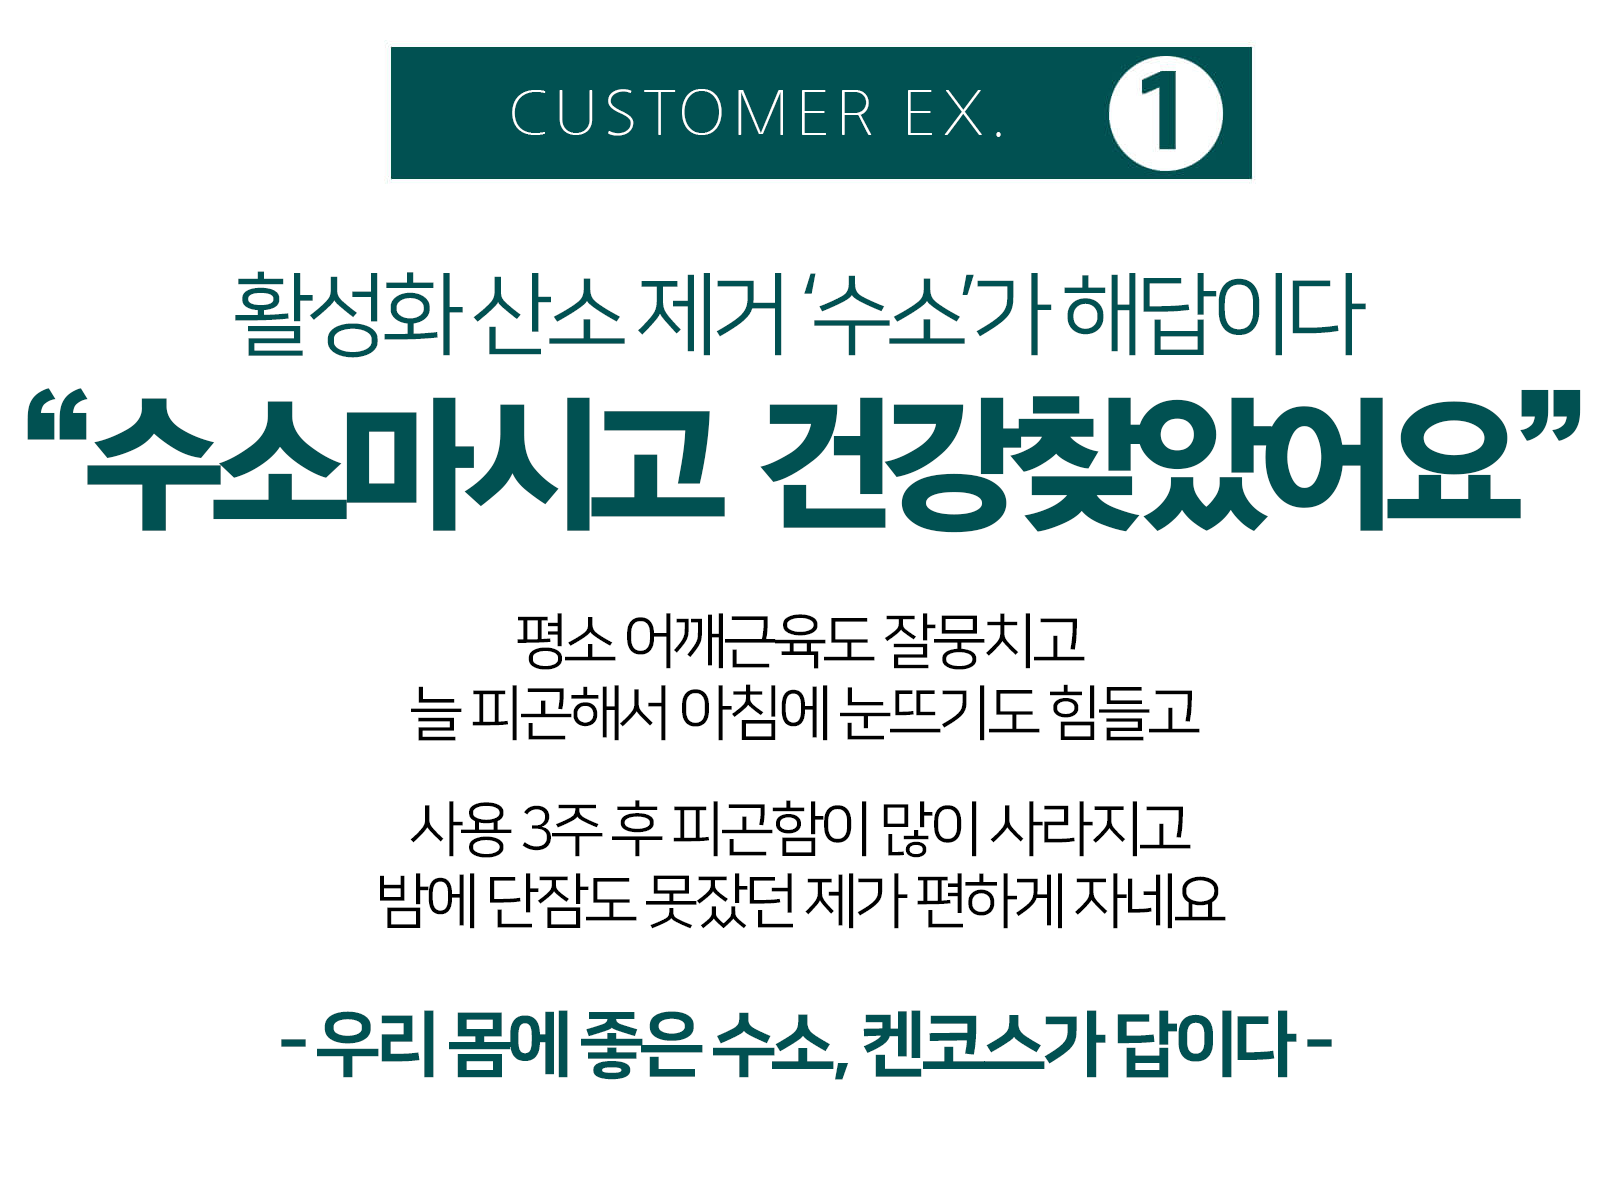 CUSTOMER EX. 1
활성화 산소 제거 ‘수소’가 해답이다
“수소마시고 건강찾았어요”
평소 어깨근육도 잘뭉치고
늘 피곤해서 아침에 눈뜨기도 힘들고
사용 3주 후 피곤함이 많이 사라지고
밤에 단잠도 못잤던 제가 편하게 자네요
- 우리 몸에 좋은 수소, 켄코스가 답이다 -